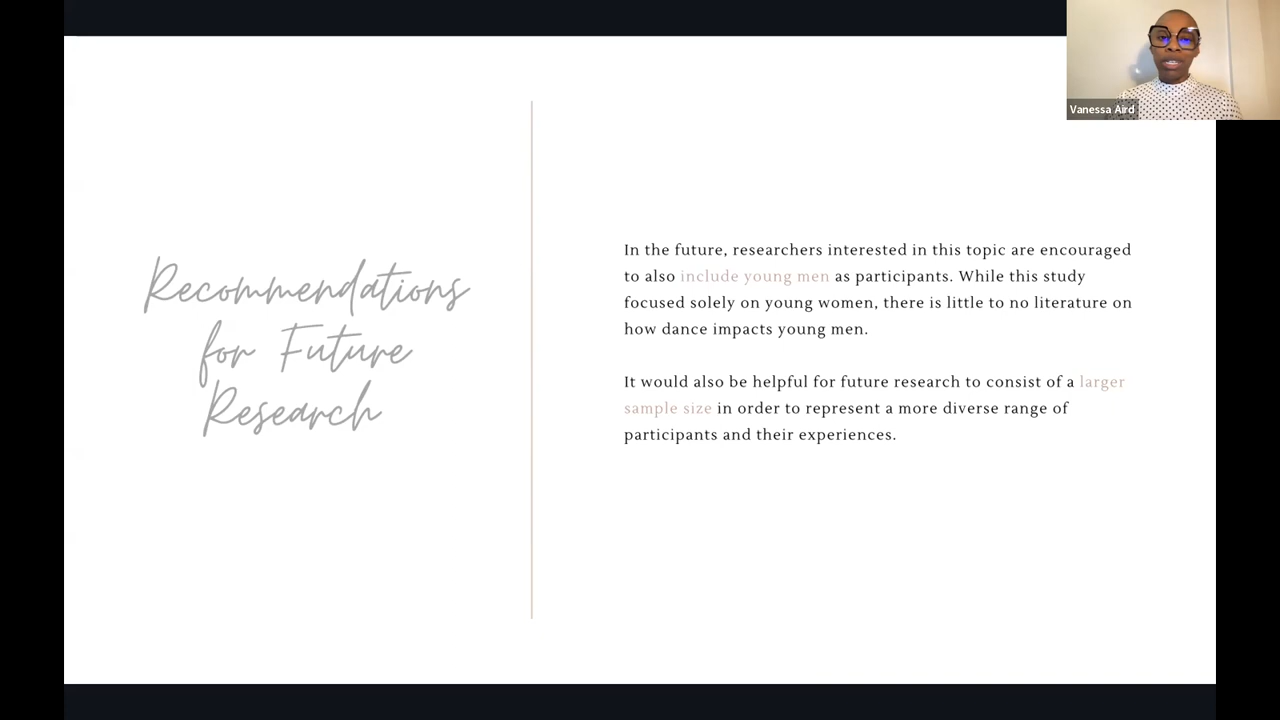 Vanessa Aird
Recommendations
for Future
Research
In the future, researchers interested in this topic are encouraged
to also include young men as participants. While this study
focused solely on young women, there is little to no literature on
how dance impacts young men.
It would also be helpful for future research to consist of a larger
sample size in order to represent a more diverse range of
participants and their experiences.